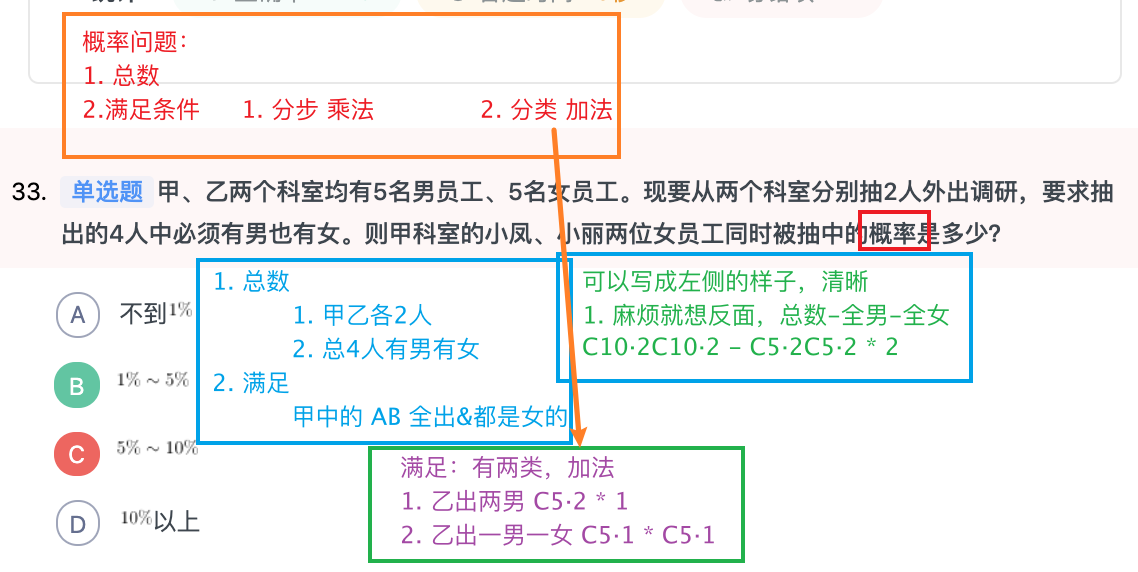 概率问题：
1. 总数
2.满足条件 1. 分步 乘法 2. 分类 加法
33. 单选题 甲、乙两个科室均有5名男员工、5名女员工。现要从两个科室分别抽2人外出调研，要求抽
出的4人中必须有男也有女。则甲科室的小凤、小丽两位女员工同时被抽中的概率是多少?
1. 总数
1. 甲乙各2人
2. 总4人有男有女
2. 满足
甲中的 AB 全出&都是女的
可以写成左侧的样子，清晰
1. 麻烦就想反面，总数-全男-全女
C10·2C10·2 - C5·2C5·2 * 2
A 不到1%
B 1% ~ 5%
C 5% ~ 10%
D 10%以上
满足：有两类，加法
1. 乙出两男 C5·2 * 1
2. 乙出一男一女 C5·1 * C5·1